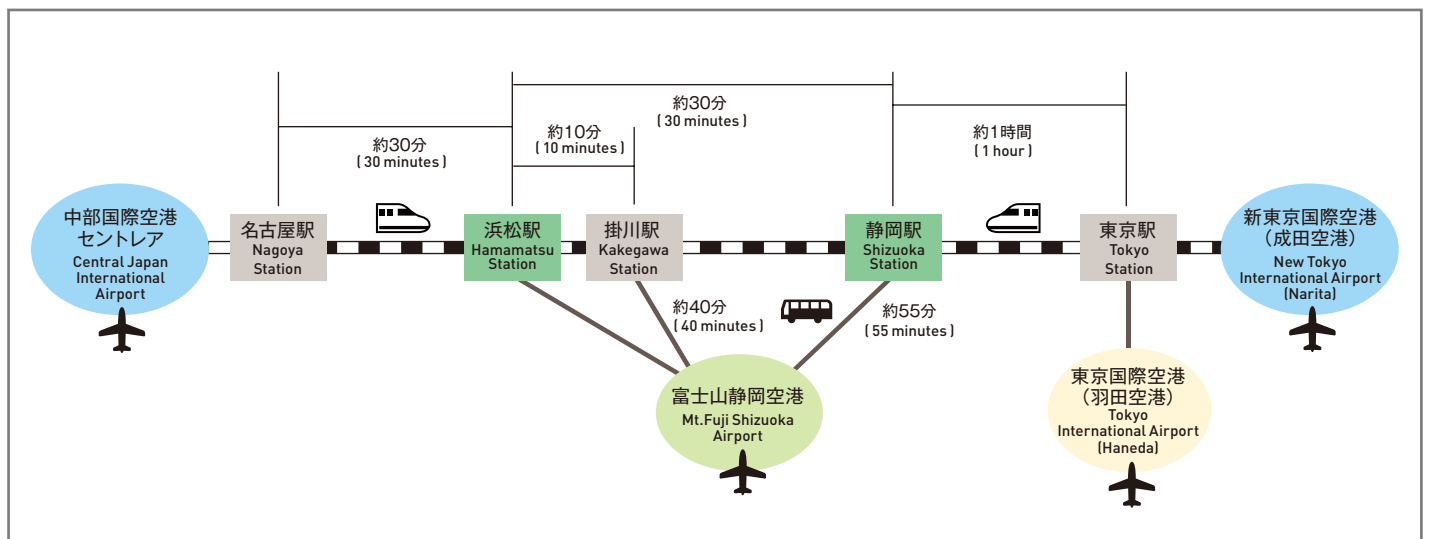 約30分
( 30 minutes )
約10分
( 10 minutes )
約30分
( 30 minutes )
約1時間
( 1 hour )
中部国際空港
セントレア
Central Japan
International
Airport
名古屋駅
Nagoya
Station
浜松駅
Hamamatsu
Station
掛川駅
Kakegawa
Station
静岡駅
Shizuoka
Station
東京駅
Tokyo
Station
新東京国際空港
（成田空港）
New Tokyo
International Airport
(Narita)
約40分
( 40 minutes )
約55分
( 55 minutes )
富士山静岡空港
Mt.Fuji Shizuoka
Airport
東京国際空港
（羽田空港）
Tokyo
International Airport
(Haneda)